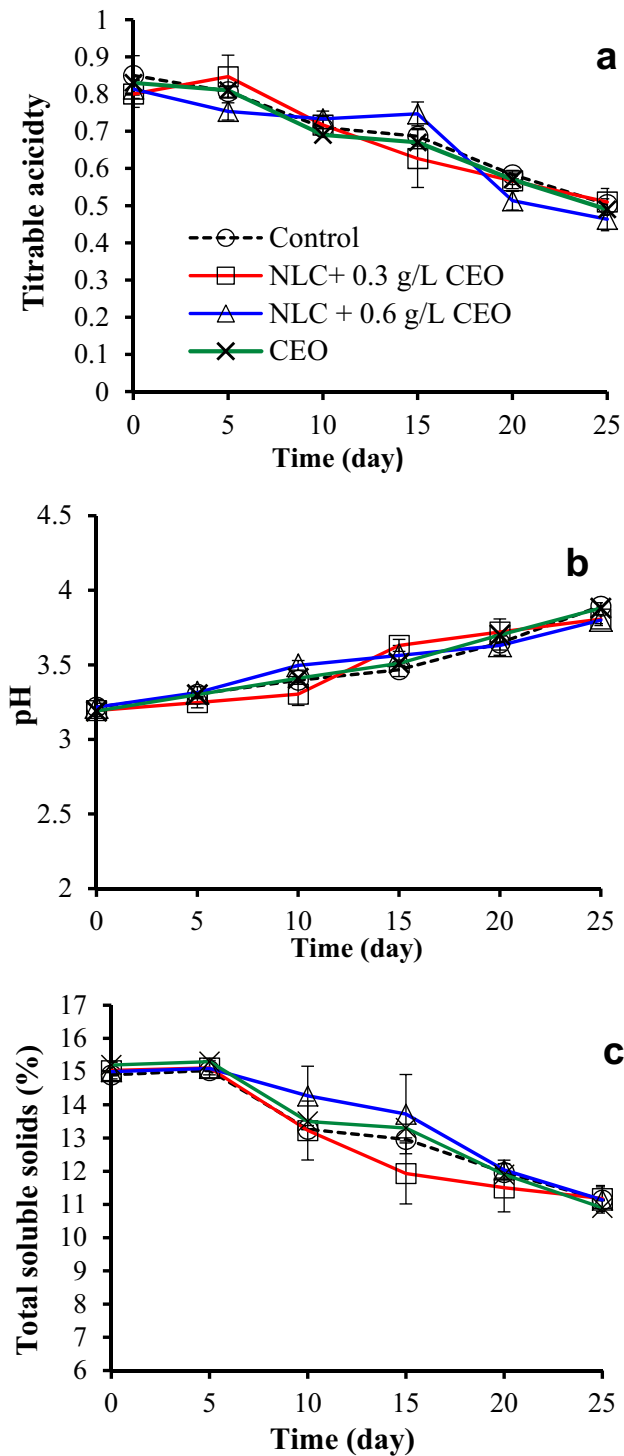 a
1
0.9
0.8
0.7
0.6
0.5
0.4
0.3
0.2
0.1
0
Titrable acicidty
Control
NLC+ 0.3 g/L CEO
NLC + 0.6 g/L CEO
CEO
0 5 10 15 20 25
Time (day)
b
4.5
4
3.5
3
2.5
2
pH
0 5 10 15 20 25
Time (day)
c
17
16
15
14
13
12
11
10
9
8
7
6
Total soluble solids (%)
0 5 10 15 20 25
Time (day)